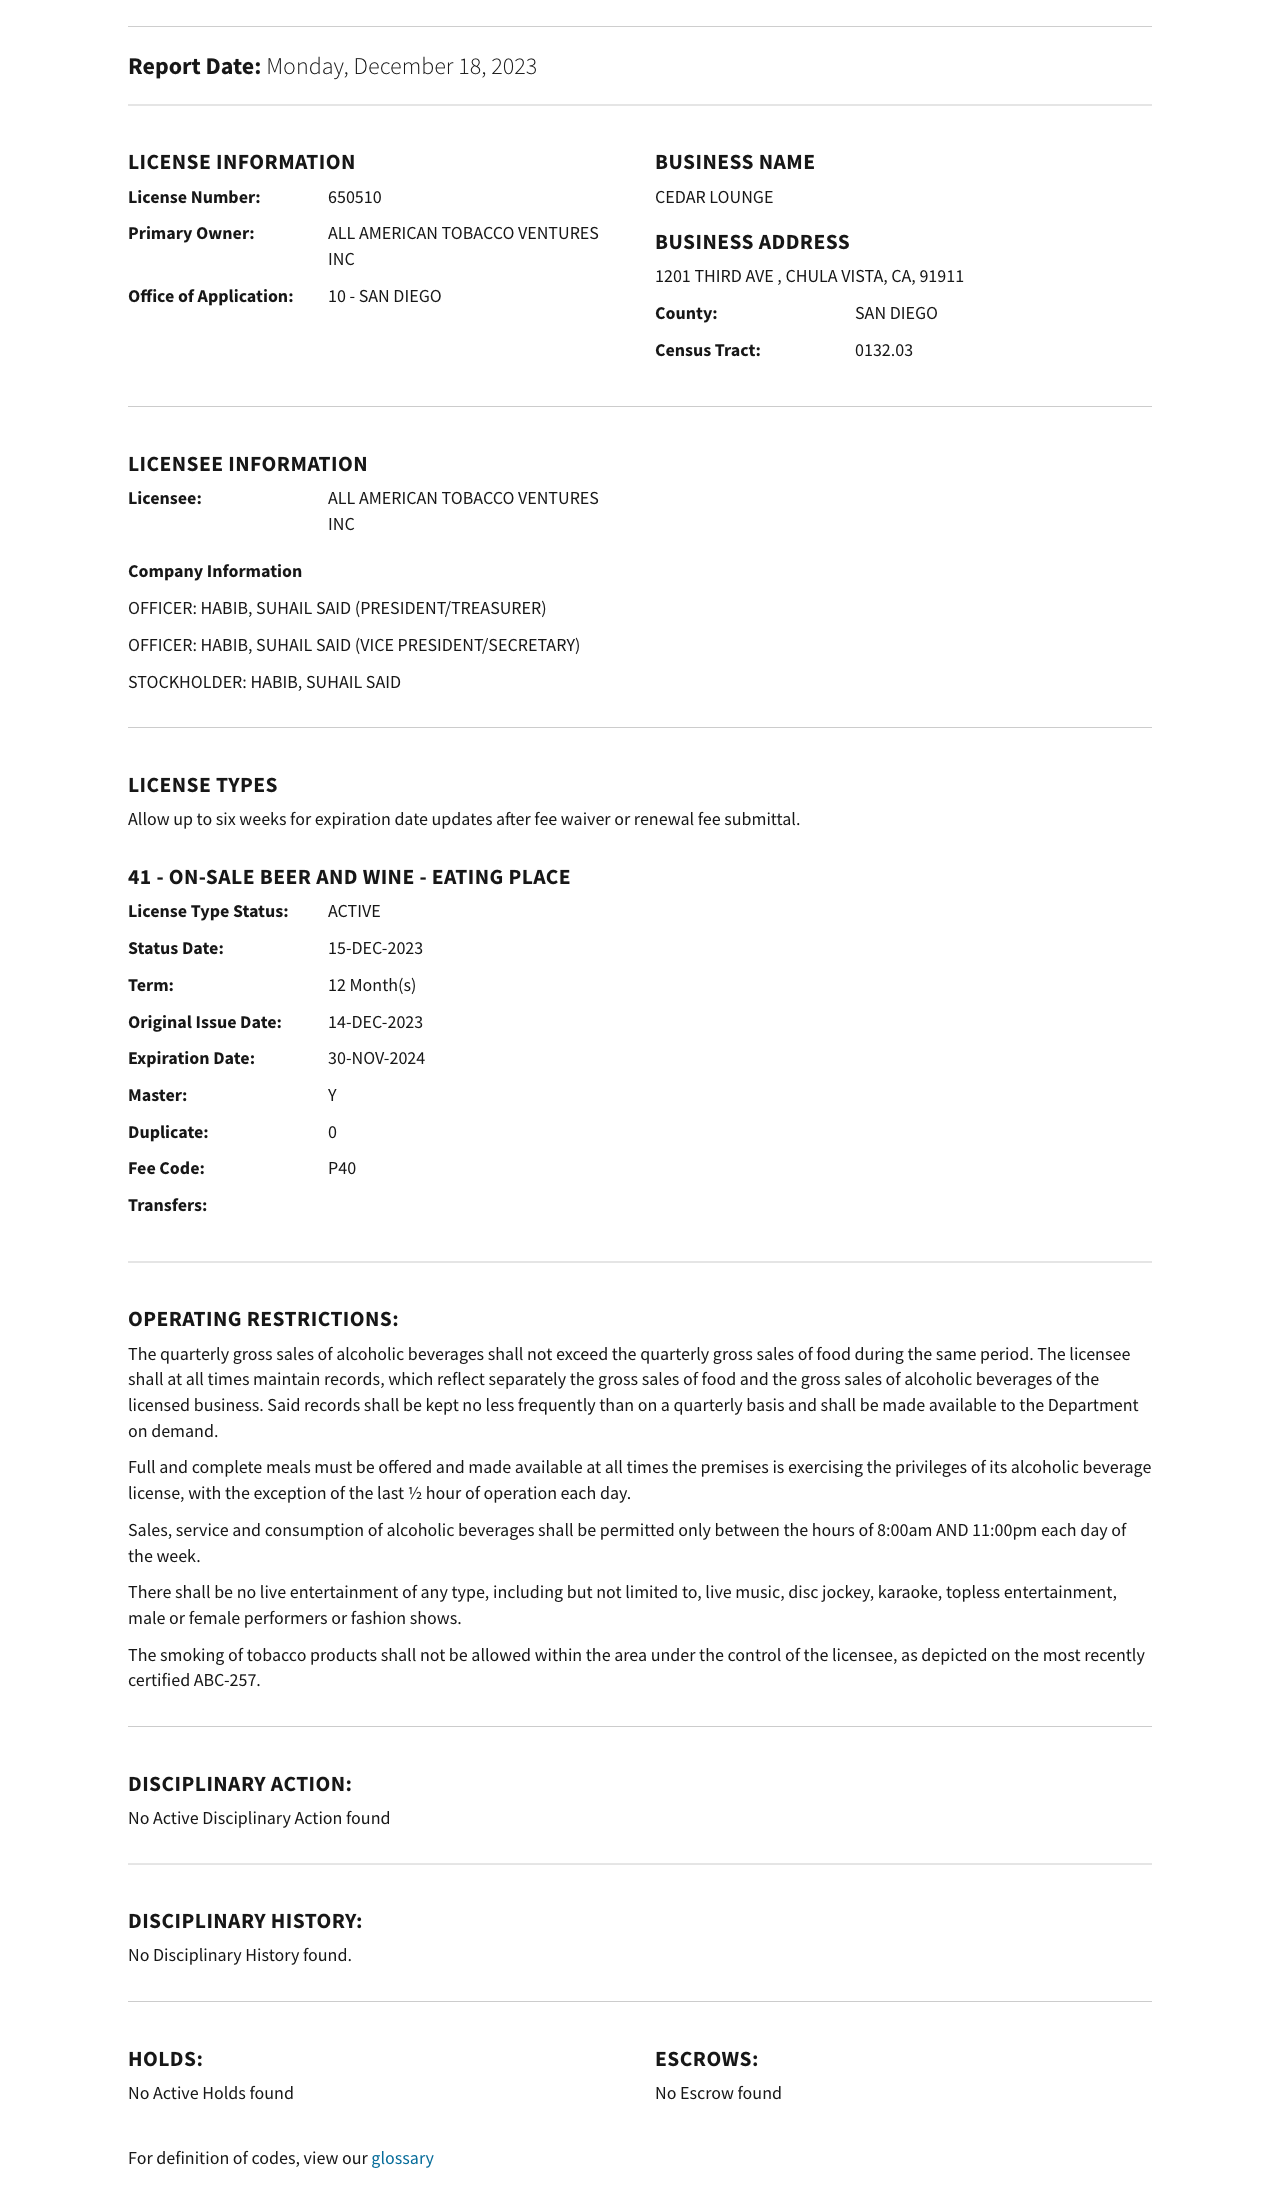 Report Date: Monday, December 18, 2023
LICENSE INFORMATION
License Number: 650510
Primary Owner: ALL AMERICAN TOBACCO VENTURES
INC
Office of Application: 10 - SAN DIEGO
BUSINESS NAME
CEDAR LOUNGE
BUSINESS ADDRESS
1201 THIRD AVE , CHULA VISTA, CA, 91911
County: SAN DIEGO
Census Tract: 0132.03
LICENSEE INFORMATION
Licensee: ALL AMERICAN TOBACCO VENTURES
INC
Company Information
OFFICER: HABIB, SUHAIL SAID (PRESIDENT/TREASURER)
OFFICER: HABIB, SUHAIL SAID (VICE PRESIDENT/SECRETARY)
STOCKHOLDER: HABIB, SUHAIL SAID
LICENSE TYPES
Allow up to six weeks for expiration date updates after fee waiver or renewal fee submittal.
41 - ON-SALE BEER AND WINE - EATING PLACE
License Type Status: ACTIVE
Status Date: 15-DEC-2023
Term: 12 Month(s)
Original Issue Date: 14-DEC-2023
Expiration Date: 30-NOV-2024
Master: Y
Duplicate: 0
Fee Code: P40
Transfers:
OPERATING RESTRICTIONS:
The quarterly gross sales of alcoholic beverages shall not exceed the quarterly gross sales of food during the same period. The licensee
shall at all times maintain records, which reflect separately the gross sales of food and the gross sales of alcoholic beverages of the
licensed business. Said records shall be kept no less frequently than on a quarterly basis and shall be made available to the Department
on demand.
Full and complete meals must be offered and made available at all times the premises is exercising the privileges of its alcoholic beverage
license, with the exception of the last ½ hour of operation each day.
Sales, service and consumption of alcoholic beverages shall be permitted only between the hours of 8:00am AND 11:00pm each day of
the week.
There shall be no live entertainment of any type, including but not limited to, live music, disc jockey, karaoke, topless entertainment,
male or female performers or fashion shows.
The smoking of tobacco products shall not be allowed within the area under the control of the licensee, as depicted on the most recently
certified ABC-257.
DISCIPLINARY ACTION:
No Active Disciplinary Action found
DISCIPLINARY HISTORY:
No Disciplinary History found.
HOLDS:
No Active Holds found
ESCROWS:
No Escrow found
For definition of codes, view our glossary